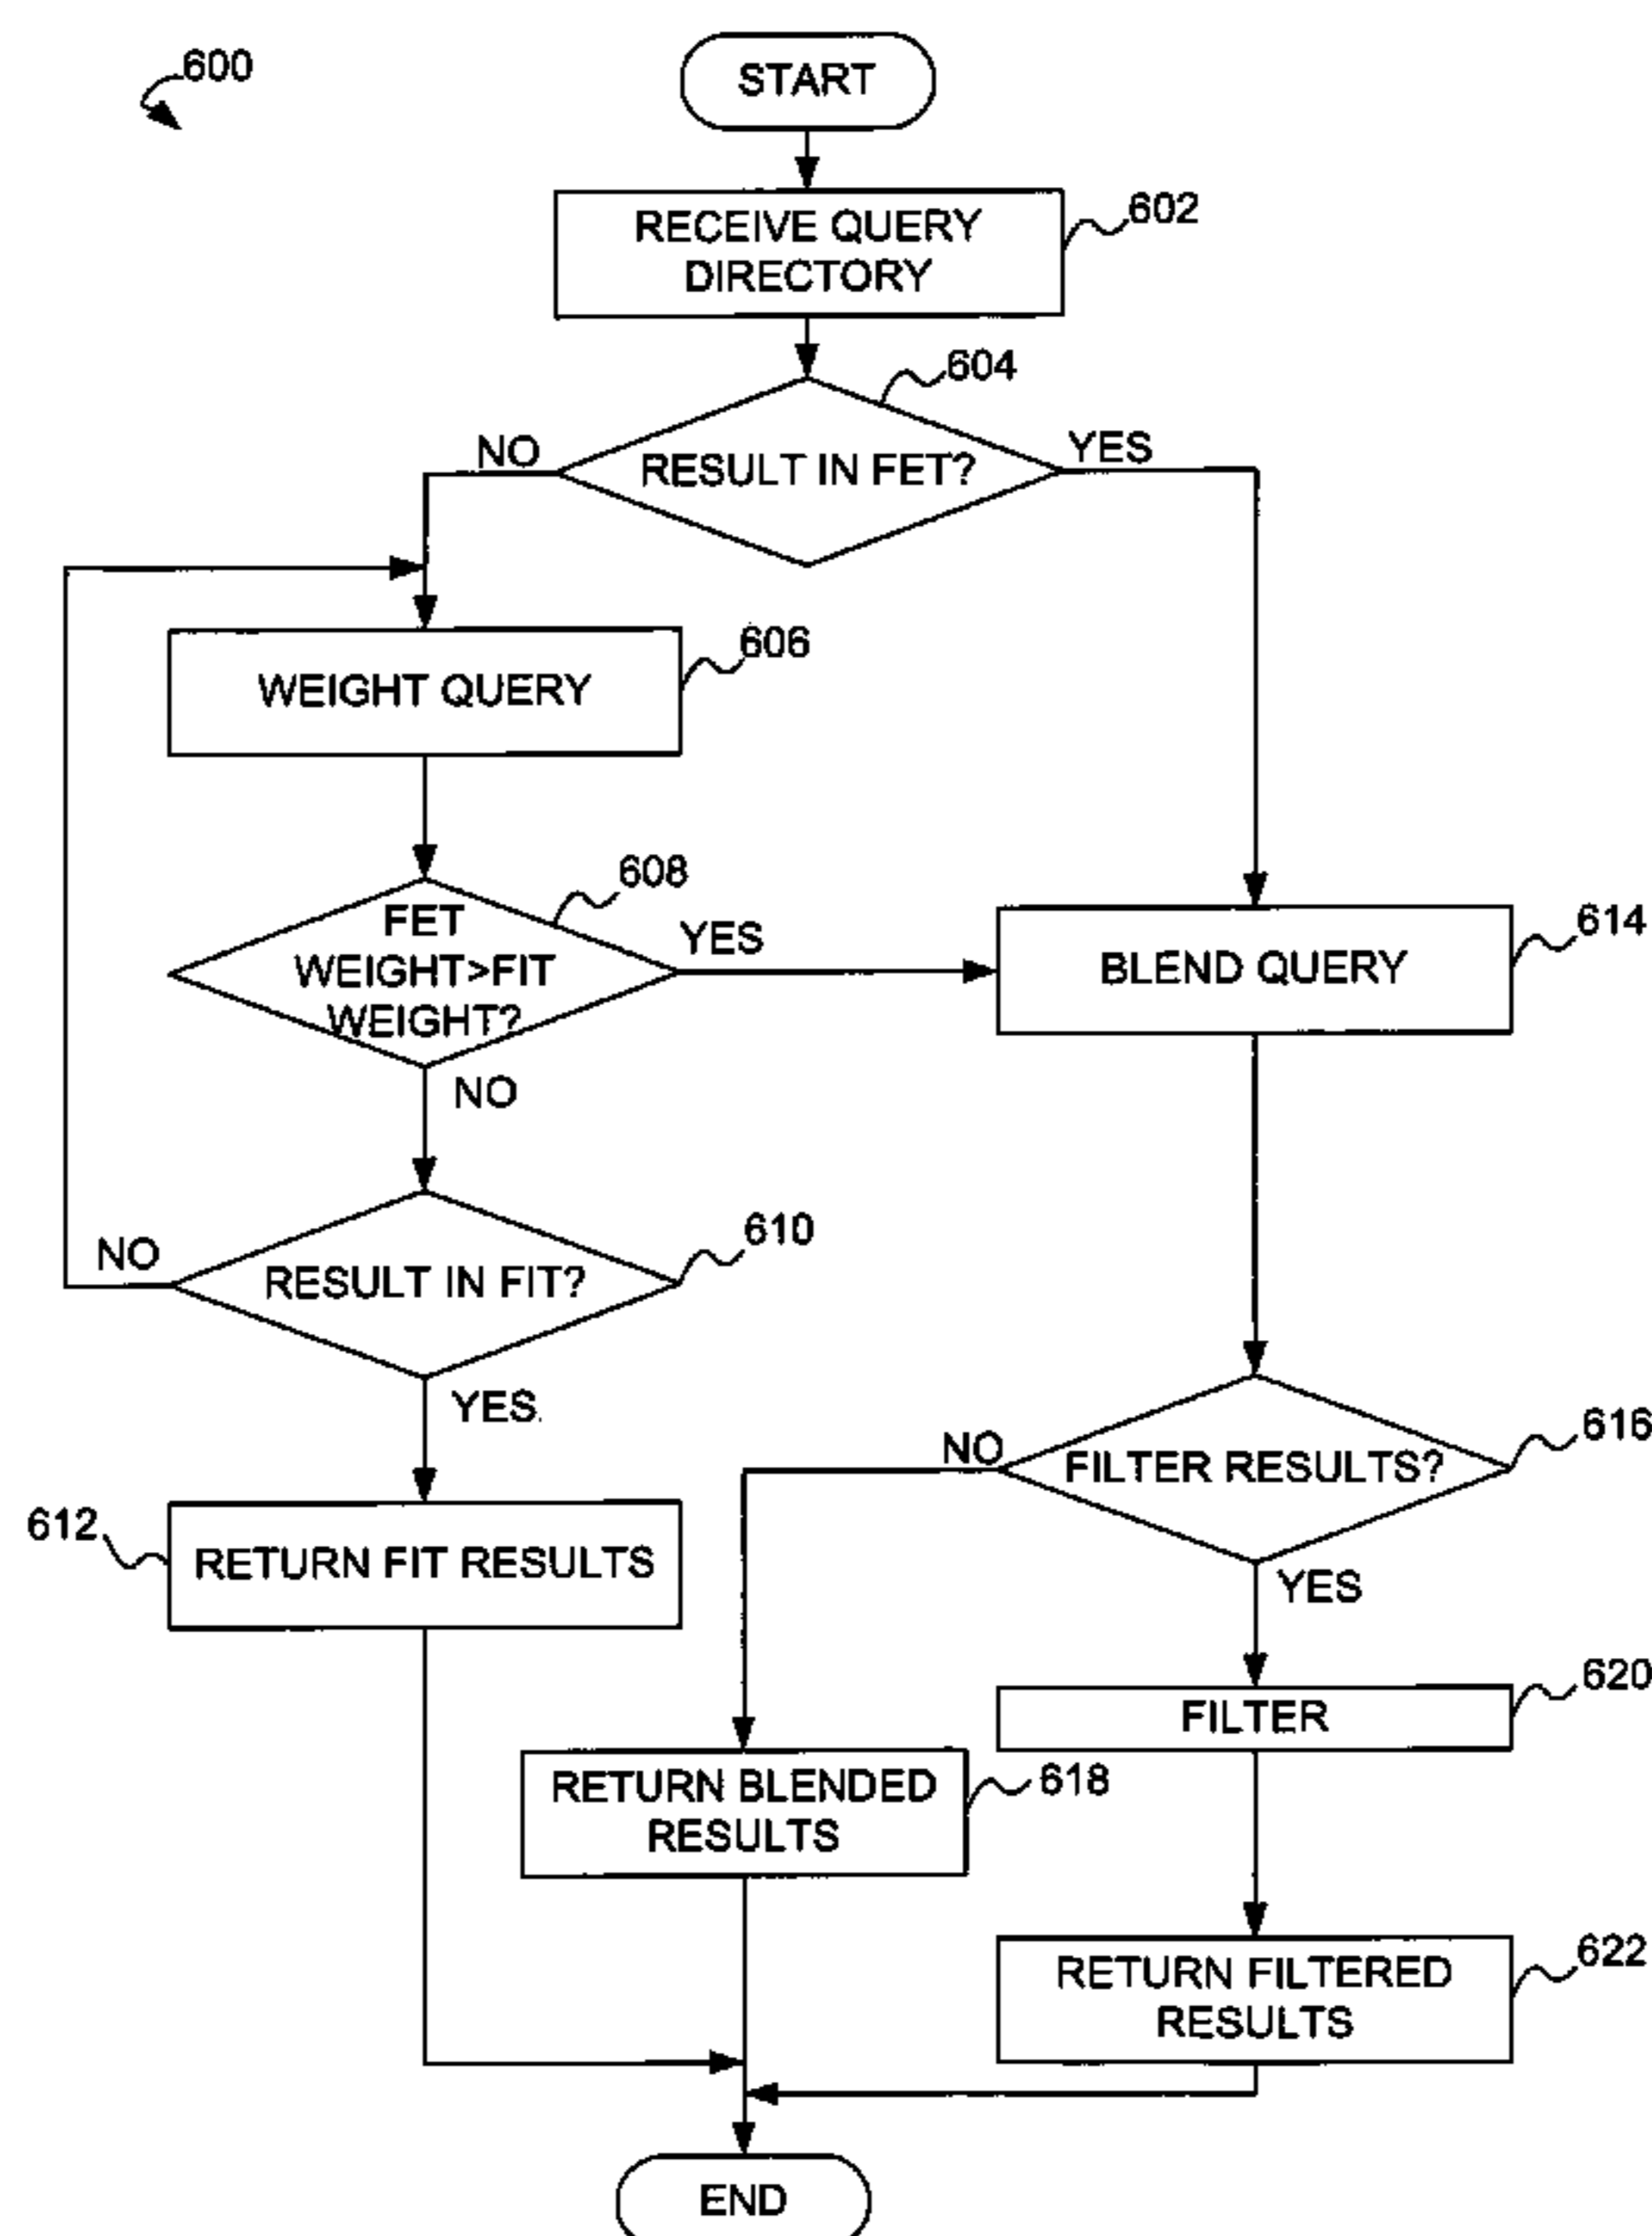 600
START
RECEIVE QUERY
DIRECTORY
602
604
NO
RESULT IN FET?
YES
WEIGHT QUERY
606
608
FET
WEIGHT>FIT
WEIGHT?
YES
NO
BLEND QUERY
614
NO
RESULT IN FIT?
610
YES
612
RETURN FIT RESULTS
NO
FILTER RESULTS?
616
YES
FILTER
620
RETURN BLENDED
RESULTS
618
RETURN FILTERED
RESULTS
622
END